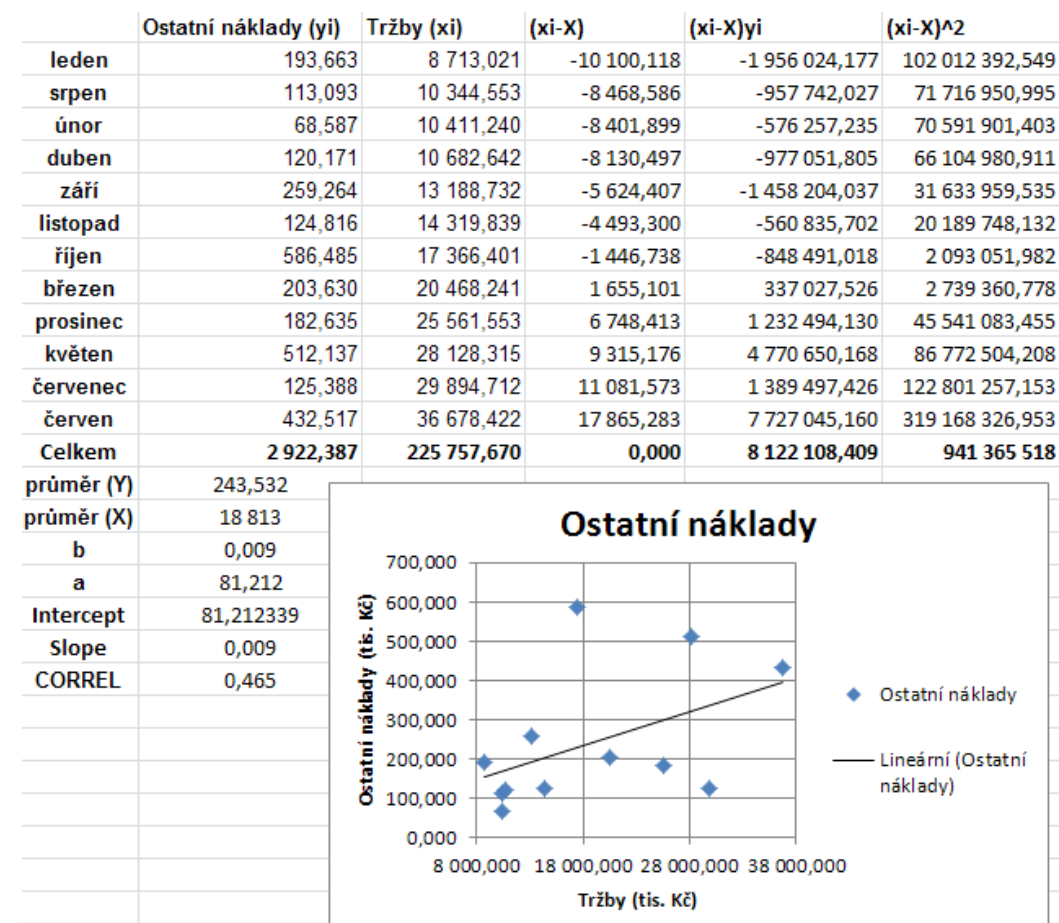 Ostatní náklady (yi) Tržby (xi) (xi-X) (xi-X)yi (xi-X)^2
leden 193,663 8 713,021 -10 100,118 -1 956 024,177 102 012 392,549
srpen 113,093 10 344,553 -8 468,586 -957 742,027 71 716 950,995
únor 68,587 10 411,240 -8 401,899 -576 257,235 70 591 901,403
duben 120,171 10 682,642 -8 130,497 -977 051,805 66 104 980,911
září 259,264 13 188,732 -5 624,407 -1 458 204,037 31 633 959,535
listopad 124,816 14 319,839 -4 493,300 -560 835,702 20 189 748,132
říjen 586,485 17 366,401 -1 446,738 -848 491,018 2 093 051,982
březen 203,630 20 468,241 1 655,101 337 027,526 2 739 360,778
prosinec 182,635 25 561,553 6 748,413 1 232 494,130 45 541 083,455
květen 512,137 28 128,315 9 315,176 4 770 650,168 86 772 504,208
červenec 125,388 29 894,712 11 081,573 1 389 497,426 122 801 257,153
červen 432,517 36 678,422 17 865,283 7 727 045,160 319 168 326,953
Celkem 2 922,387 225 757,670 0,000 8 122 108,409 941 365 518
průměr (Y) 243,532
průměr (X) 18 813
b 0,009
a 81,212
Intercept 81,212339
Slope 0,009
CORREL 0,465
Ostatní náklady
Ostatní náklady (tis. Kč)
700,000
600,000
500,000
400,000
300,000
200,000
100,000
0,000
8 000,000 18 000,000 28 000,000 38 000,000
Tržby (tis. Kč)
Ostatní náklady
Lineární (Ostatní
náklady)